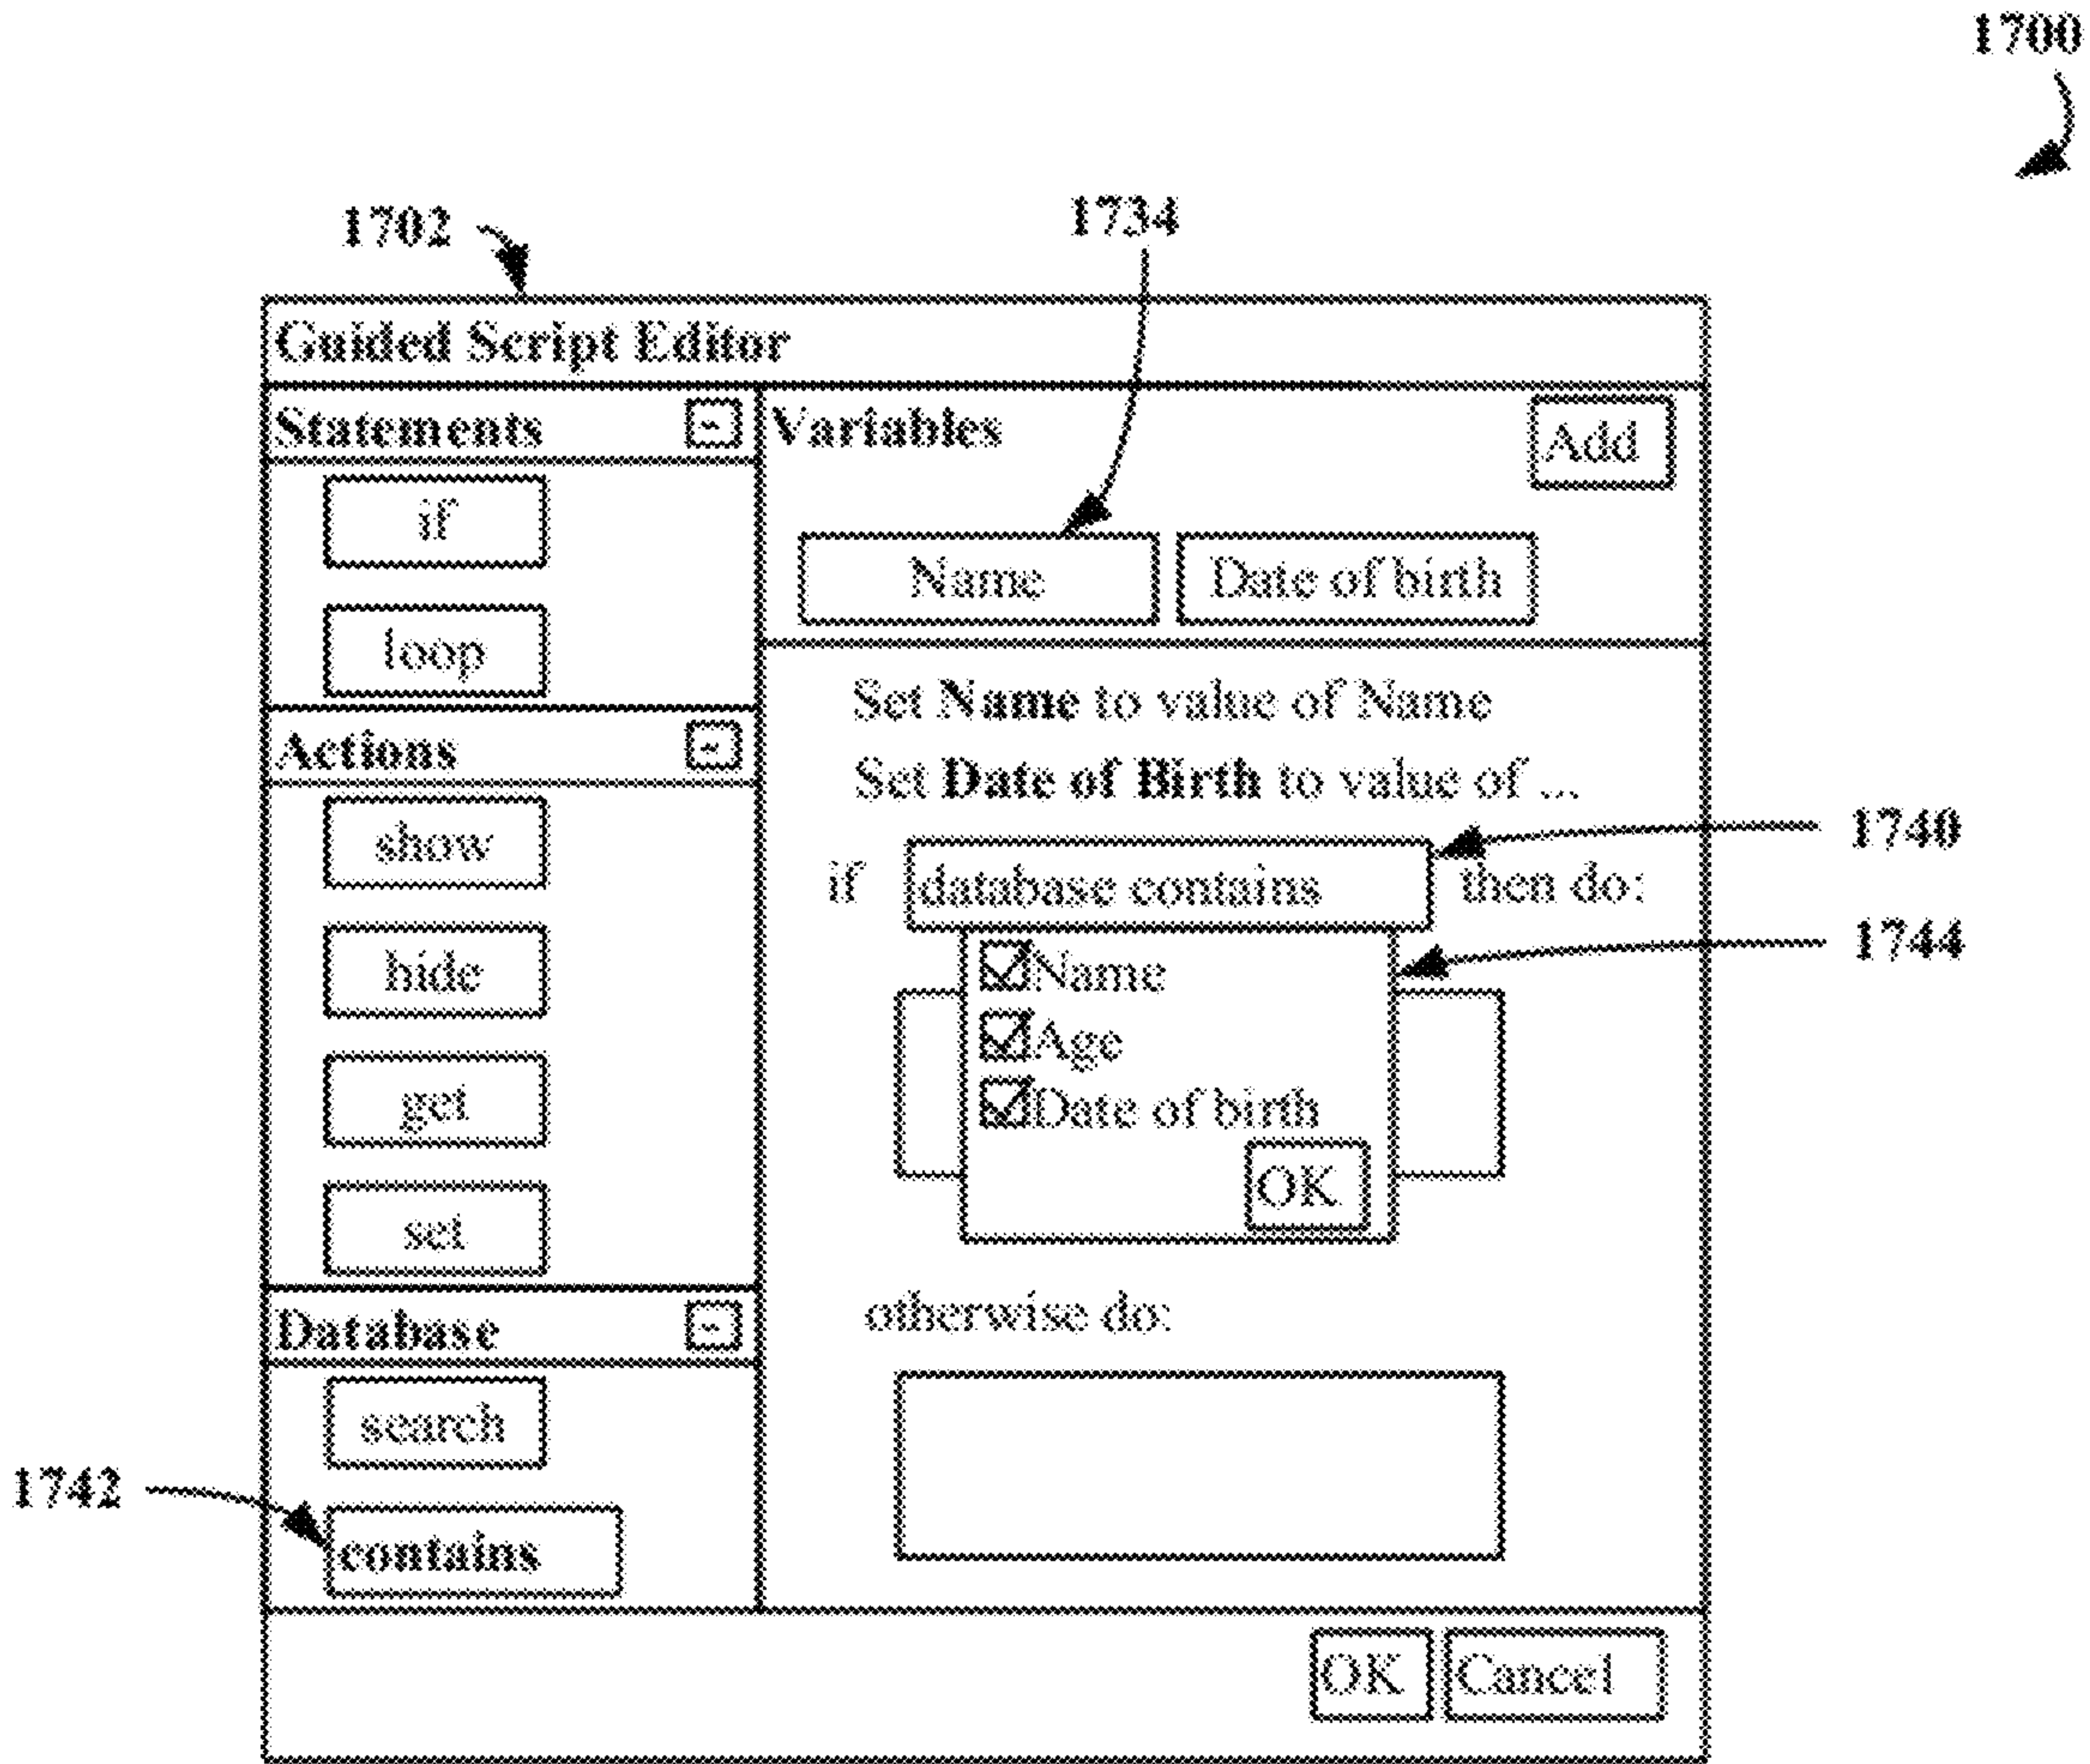 1700
1702
1734
Guided Script Editor
Statements -
if
loop
Actions -
show
hide
get
set
Database -
search
1742
contains
Variables
Add
Name Date of birth
Set Name to value of Name
Set Date of Birth to value of ...
1740
if database contains then do:
1744
Name
Age
Date of birth
OK
otherwise do:
OK Cancel